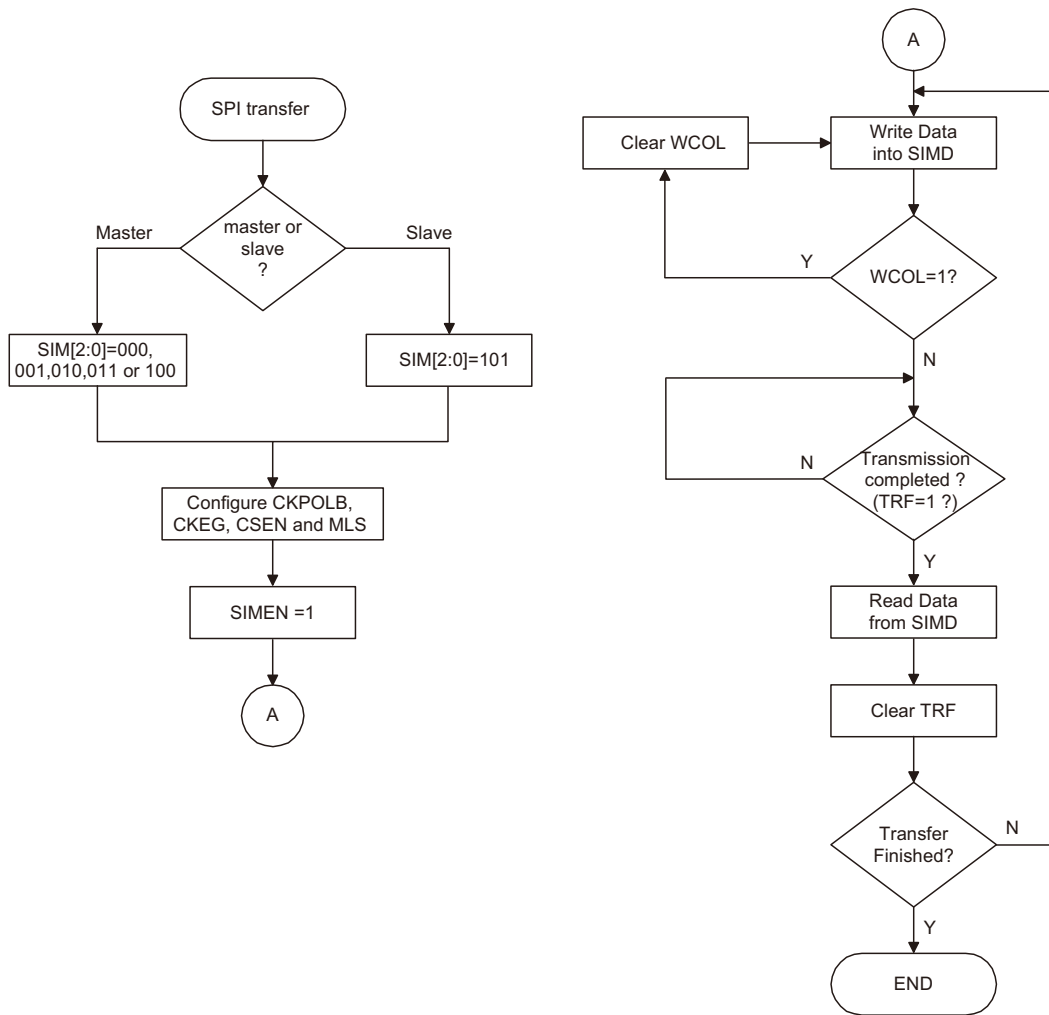 SPI transfer
master or
slave
?
Master
Slave
SIM[2:0]=000,
001,010,011 or 100
SIM[2:0]=101
Configure CKPOLB,
CKEG, CSEN and MLS
SIMEN =1
A
A
Clear WCOL
Write Data
into SIMD
Y
WCOL=1?
N
N
Transmission
completed ?
(TRF=1 ?)
Y
Read Data
from SIMD
Clear TRF
Transfer
Finished?
N
Y
END